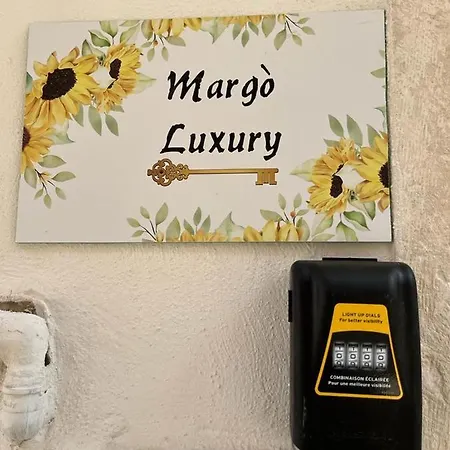 Margò
Luxury
LIGHT UP DIALS
For better visibility
COMBINAISON ÉCLAIRÉE
Pour une meilleure visibilité